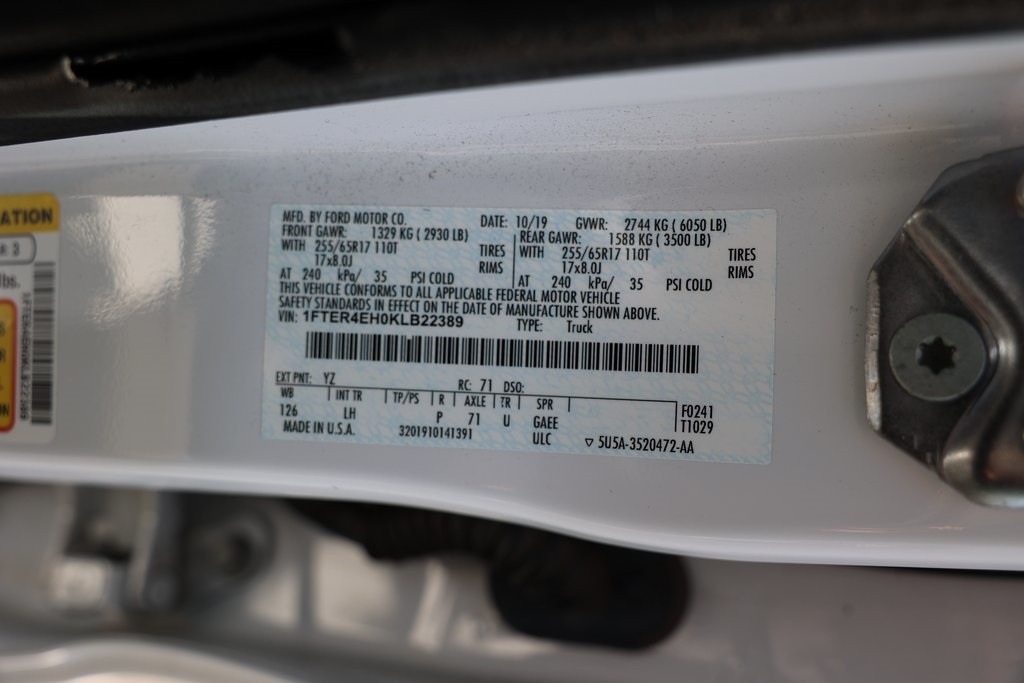 ATION
R 3
lbs.
MFD. BY FORD MOTOR CO. DATE: 10/19 GVWR: 2744 KG ( 6050 LB)
FRONT GAWR: 1329 KG ( 2930 LB) REAR GAWR: 1588 KG ( 3500 LB)
WITH 255/65R17 110T TIRES WITH 255/65R17 110T TIRES
17x8.0J RIMS 17x8.0J RIMS
AT 240 kPa/ 35 PSI COLD AT 240 kPa/ 35 PSI COLD
THIS VEHICLE CONFORMS TO ALL APPLICABLE FEDERAL MOTOR VEHICLE
SAFETY STANDARDS IN EFFECT ON THE DATE OF MANUFACTURE SHOWN ABOVE.
VIN: 1FTER4EH0KLB22389 TYPE: Truck
EXT PNT: YZ RC: 71 DSO:
WB INT TR TP/PS R AXLE TR SPR F0241
126 LH P 71 U GAEE T1029
MADE IN U.S.A. 3201910141391 ULC ▽ 5U5A-3520472-AA